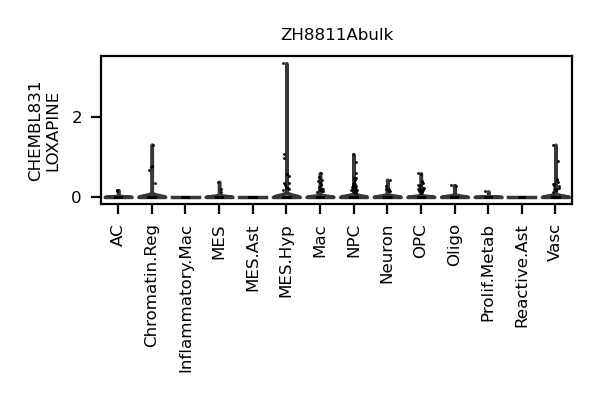 ZH8811Abulk
CHEMBL831
LOXAPINE
2
0
AC
Chromatin.Reg
Inflammatory.Mac
MES
MES.Ast
MES.Hyp
Mac
NPC
Neuron
OPC
Oligo
Prolif.Metab
Reactive.Ast
Vasc